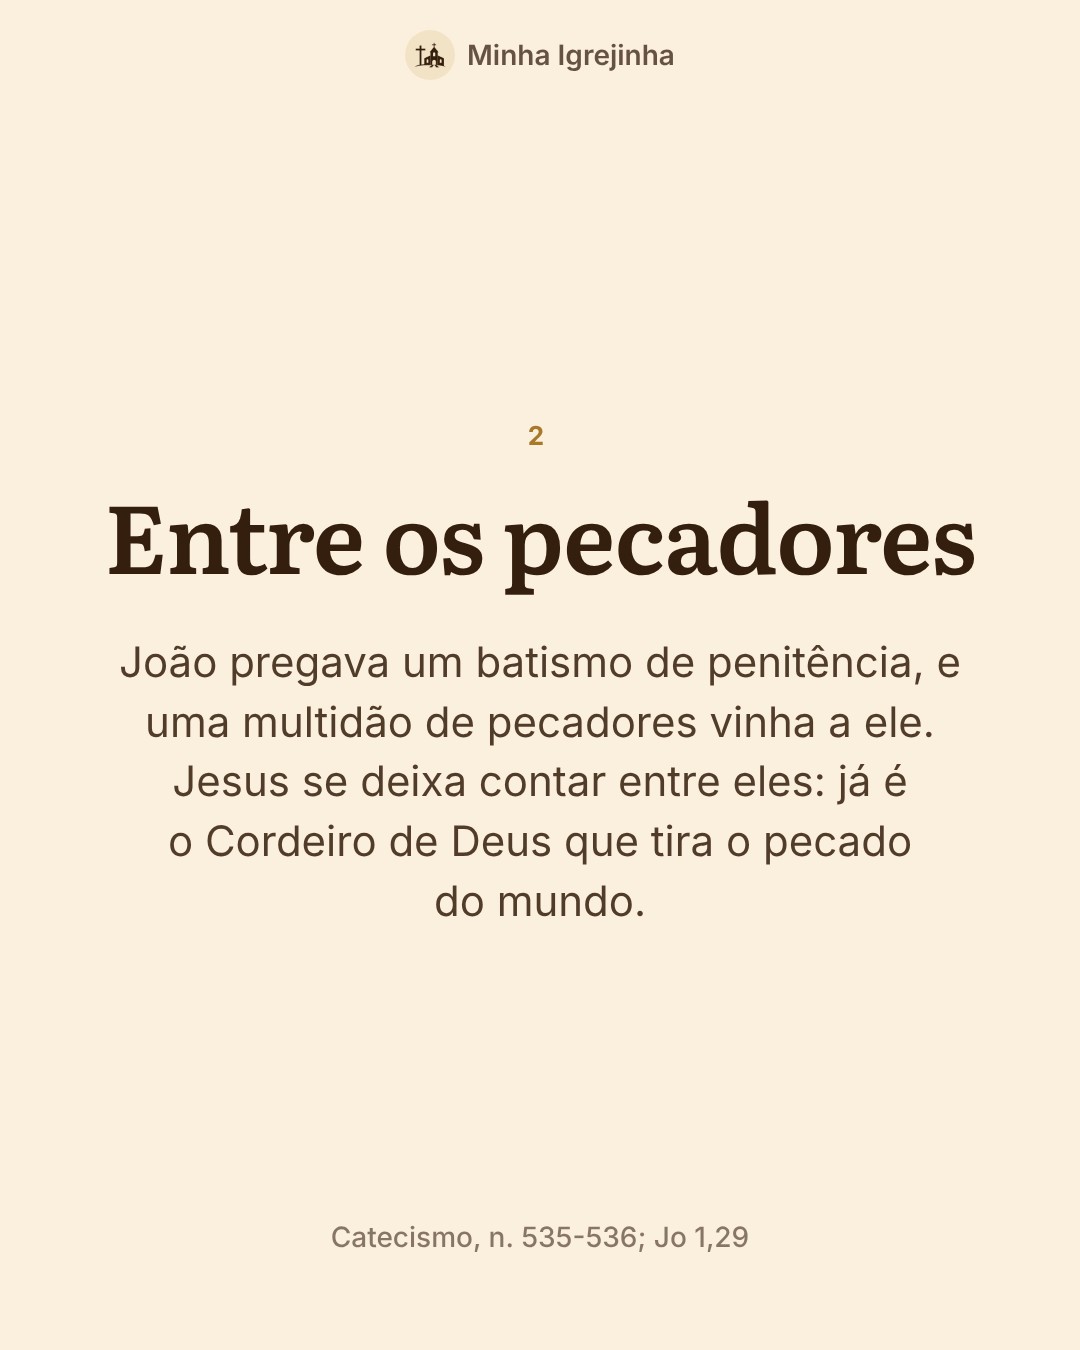 Minha Igrejinha
2
Entre os pecadores
João pregava um batismo de penitência, e
uma multidão de pecadores vinha a ele.
Jesus se deixa contar entre eles: já é
o Cordeiro de Deus que tira o pecado
do mundo.
Catecismo, n. 535-536; Jo 1,29